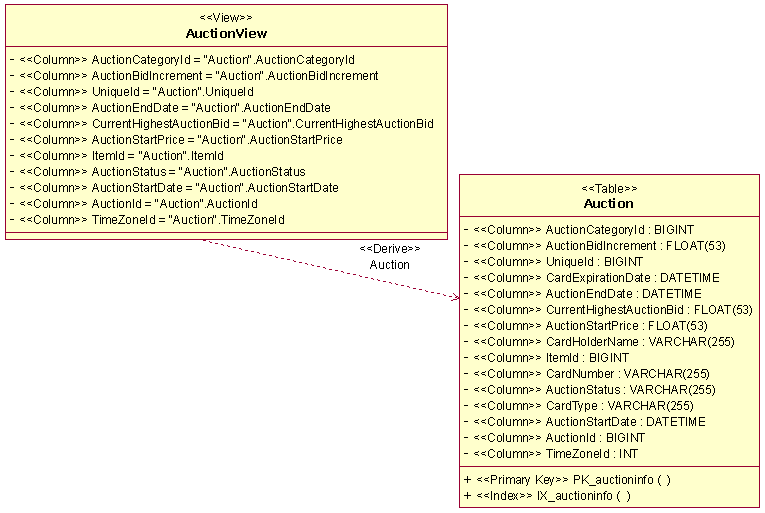 <<View>>
AuctionView
- <<Column>> AuctionCategoryId = "Auction".AuctionCategoryId
- <<Column>> AuctionBidIncrement = "Auction".AuctionBidIncrement
- <<Column>> UniqueId = "Auction".UniqueId
- <<Column>> AuctionEndDate = "Auction".AuctionEndDate
- <<Column>> CurrentHighestAuctionBid = "Auction".CurrentHighestAuctionBid
- <<Column>> AuctionStartPrice = "Auction".AuctionStartPrice
- <<Column>> ItemId = "Auction".ItemId
- <<Column>> AuctionStatus = "Auction".AuctionStatus
- <<Column>> AuctionStartDate = "Auction".AuctionStartDate
- <<Column>> AuctionId = "Auction".AuctionId
- <<Column>> TimeZoneId = "Auction".TimeZoneId
<<Derive>>
Auction
<<Table>>
Auction
- <<Column>> AuctionCategoryId : BIGINT
- <<Column>> AuctionBidIncrement : FLOAT(53)
- <<Column>> UniqueId : BIGINT
- <<Column>> CardExpirationDate : DATETIME
- <<Column>> AuctionEndDate : DATETIME
- <<Column>> CurrentHighestAuctionBid : FLOAT(53)
- <<Column>> AuctionStartPrice : FLOAT(53)
- <<Column>> CardHolderName : VARCHAR(255)
- <<Column>> ItemId : BIGINT
- <<Column>> CardNumber : VARCHAR(255)
- <<Column>> AuctionStatus : VARCHAR(255)
- <<Column>> CardType : VARCHAR(255)
- <<Column>> AuctionStartDate : DATETIME
- <<Column>> AuctionId : BIGINT
- <<Column>> TimeZoneId : INT
+ <<Primary Key>> PK_auctioninfo ( )
+ <<Index>> IX_auctioninfo ( )